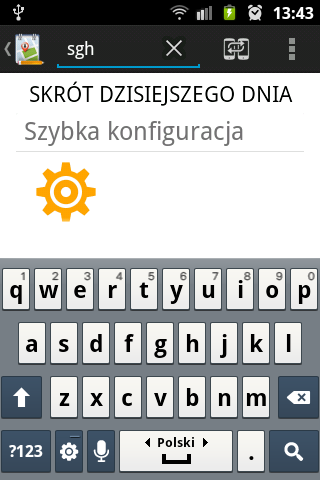 13:43
sgh
SKRÓT DZISIEJSZEGO DNIA
Szybka konfiguracja
1 2 3 4 5 6 7 8 9 0
q w e r t y u i o p
a s d f g h j k l
z x c v b n m
?123 Polski .